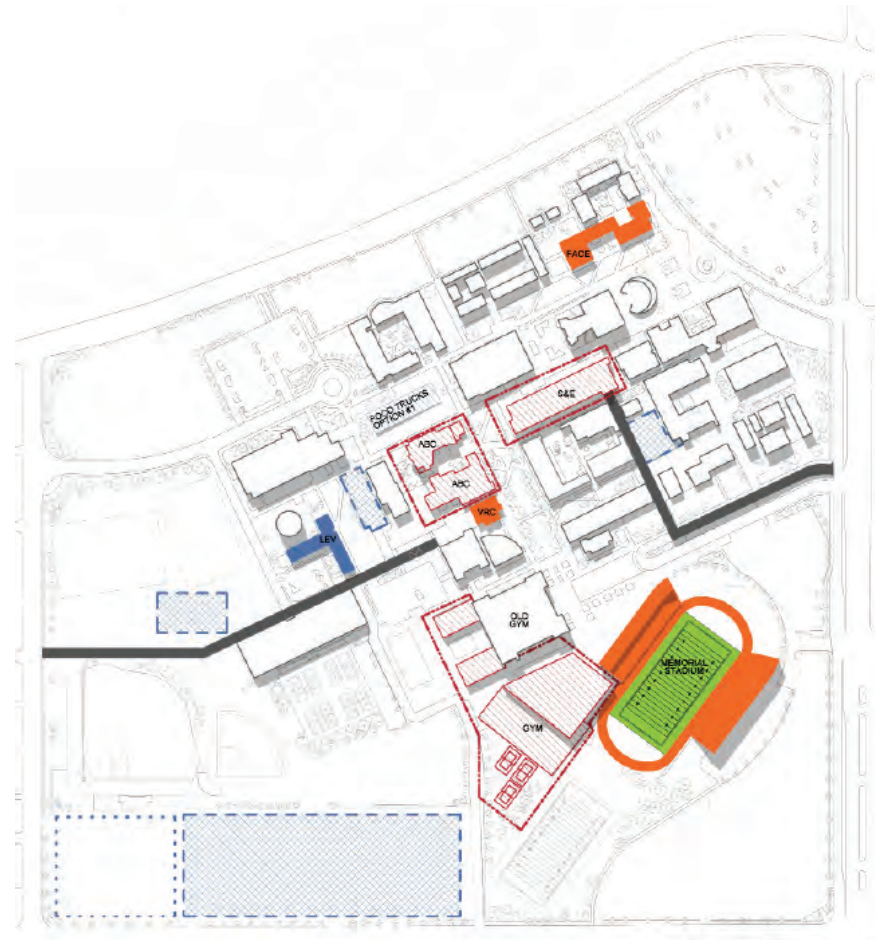 FACE
S&E
FOOD TRUCKS
OPTION #1
ABC
ABC
VRC
LEV
OLD
GYM
MEMORIAL
STADIUM
GYM